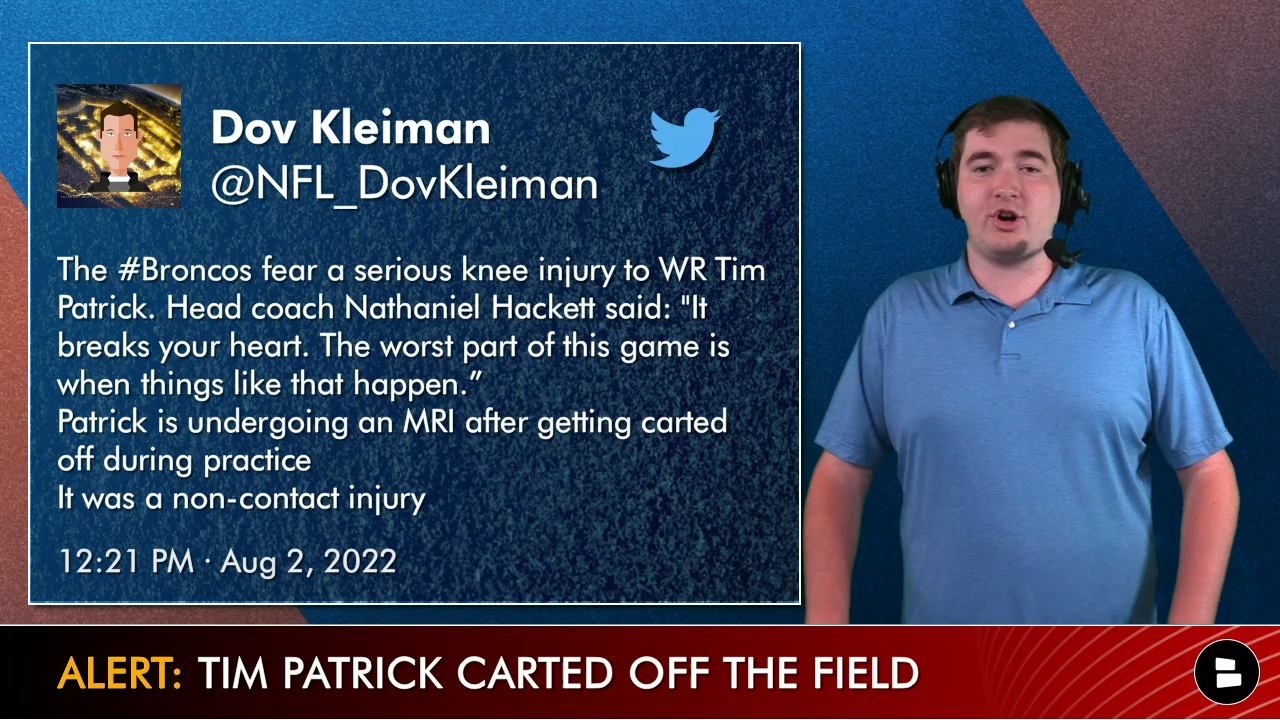 Dov Kleiman
@NFL_DovKleiman
The #Broncos fear a serious knee injury to WR Tim
Patrick. Head coach Nathaniel Hackett said: "It
breaks your heart. The worst part of this game is
when things like that happen.”
Patrick is undergoing an MRI after getting carted
off during practice
It was a non-contact injury
12:21 PM · Aug 2, 2022
ALERT: TIM PATRICK CARTED OFF THE FIELD